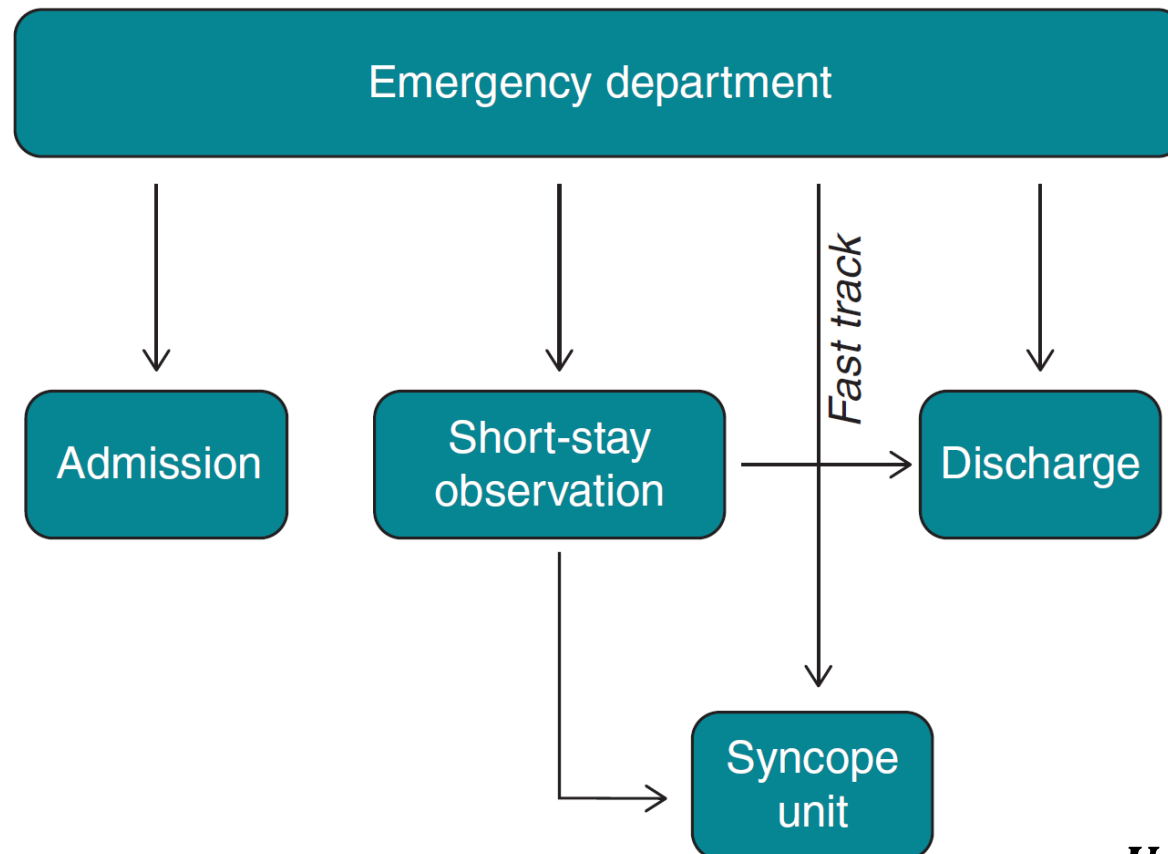 Emergency department
Fast track
Admission
Short-stay
observation
Discharge
Syncope
unit